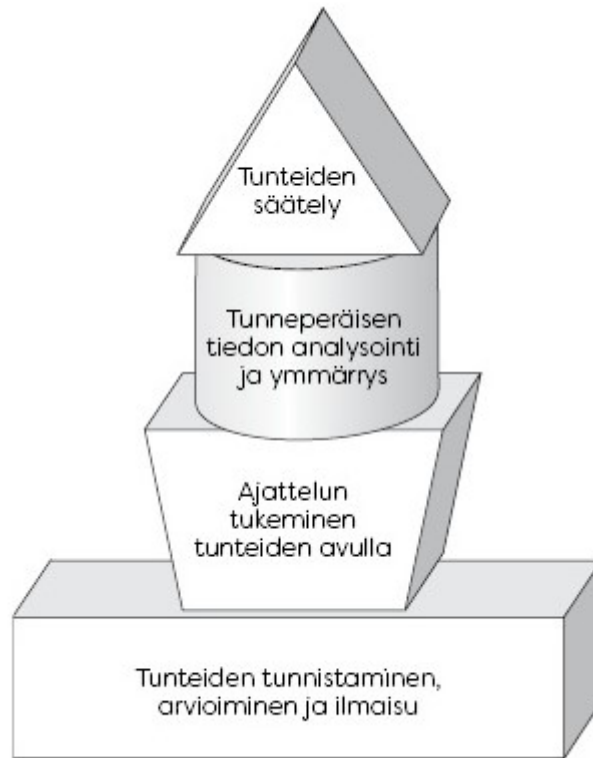 Tunteiden
säätely
Tunneperäisen
tiedon analysointi
ja ymmärrys
Ajattelun
tukeminen
tunteiden avulla
Tunteiden tunnistaminen,
arvioiminen ja ilmaisu